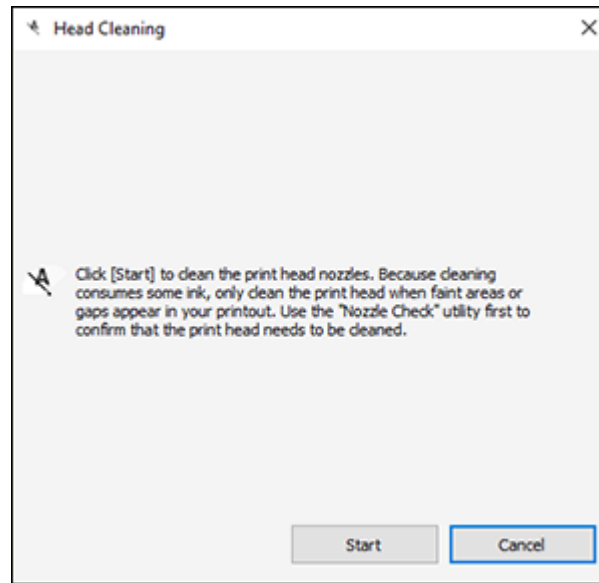 Head Cleaning
Click [Start] to clean the print head nozzles. Because cleaning
consumes some ink, only clean the print head when faint areas or
gaps appear in your printout. Use the "Nozzle Check" utility first to
confirm that the print head needs to be cleaned.
Start
Cancel